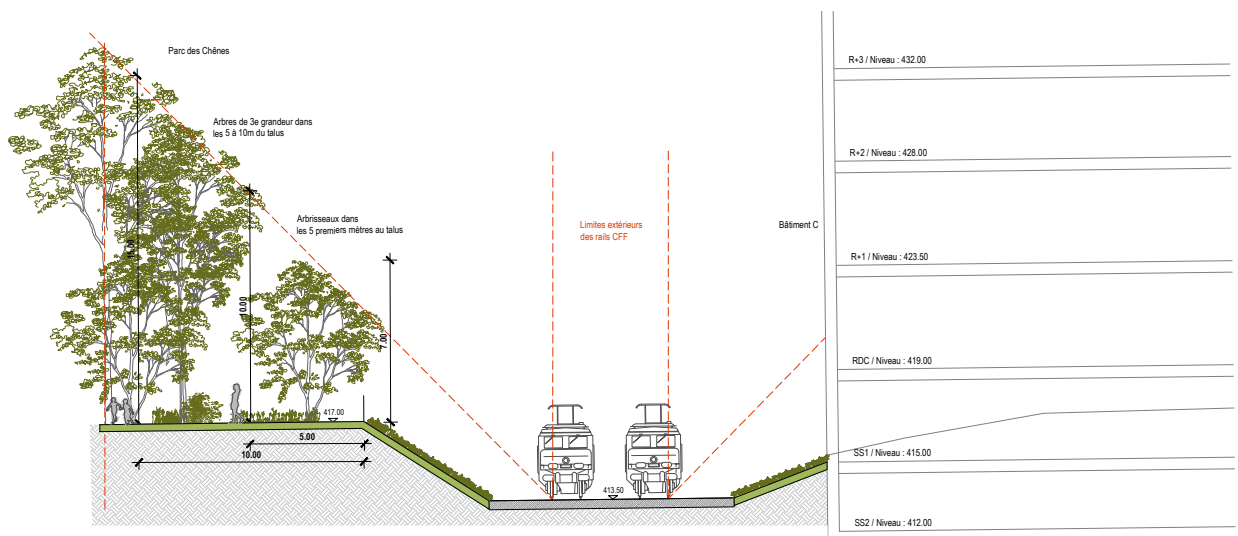 Parc des Chênes
Arbres de 3e grandeur dans
les 5 à 10m du talus
Arbrisseaux dans
les 5 premiers mètres au talus
15.00
10.00
7.00
417.00
5.00
10.00
Limites extérieurs
des rails CFF
413.50
Bâtiment C
R+3 / Niveau : 432.00
R+2 / Niveau : 428.00
R+1 / Niveau : 423.50
RDC / Niveau : 419.00
SS1 / Niveau : 415.00
SS2 / Niveau : 412.00